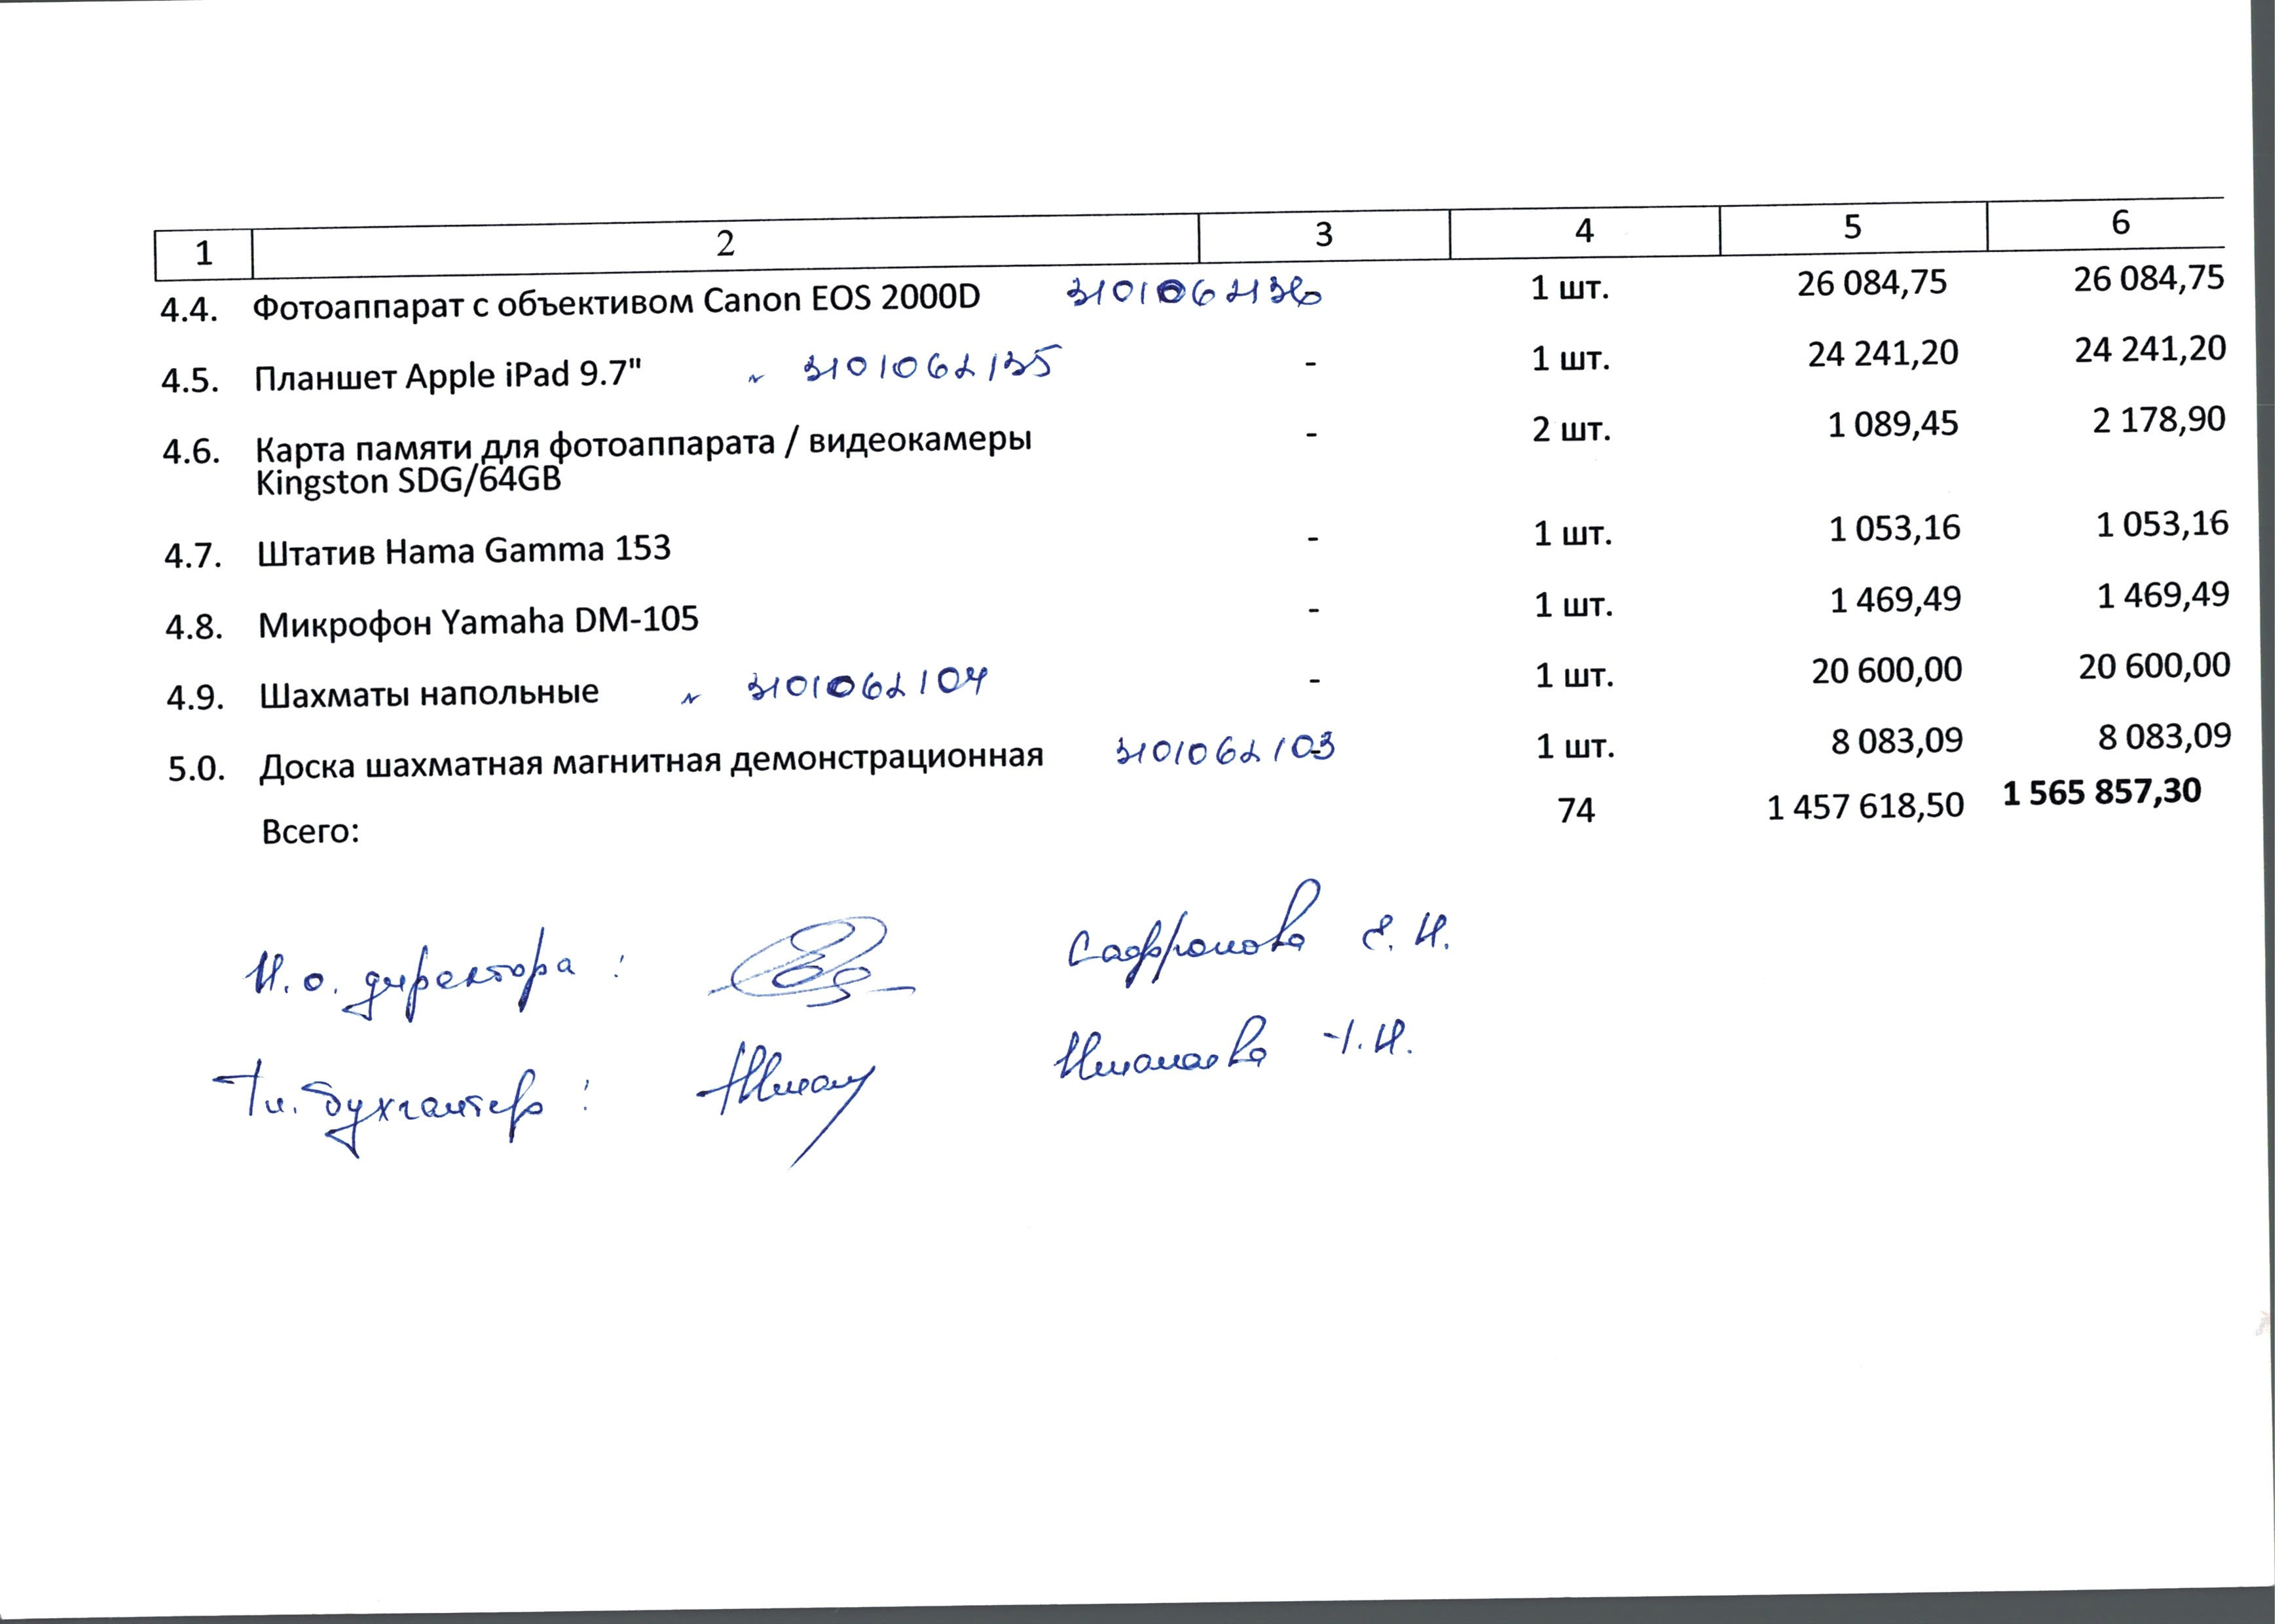 1 2 3 4 5 6
4.4. Фотоаппарат с объективом Canon EOS 2000D 3101062136 1 шт. 26 084,75 26 084,75
4.5. Планшет Apple iPad 9.7" 3101062135 - 1 шт. 24 241,20 24 241,20
4.6. Карта памяти для фотоаппарата / видеокамеры - 2 шт. 1 089,45 2 178,90
Kingston SDG/64GB
4.7. Штатив Hama Gamma 153 - 1 шт. 1 053,16 1 053,16
4.8. Микрофон Yamaha DM-105 - 1 шт. 1 469,49 1 469,49
4.9. Шахматы напольные 3101062104 - 1 шт. 20 600,00 20 600,00
5.0. Доска шахматная магнитная демонстрационная 3101062103 1 шт. 8 083,09 8 083,09
Всего: 74 1 457 618,50 1 565 857,30
И.о. директора: Сафронова Е.И.
Гл. бухгалтер: